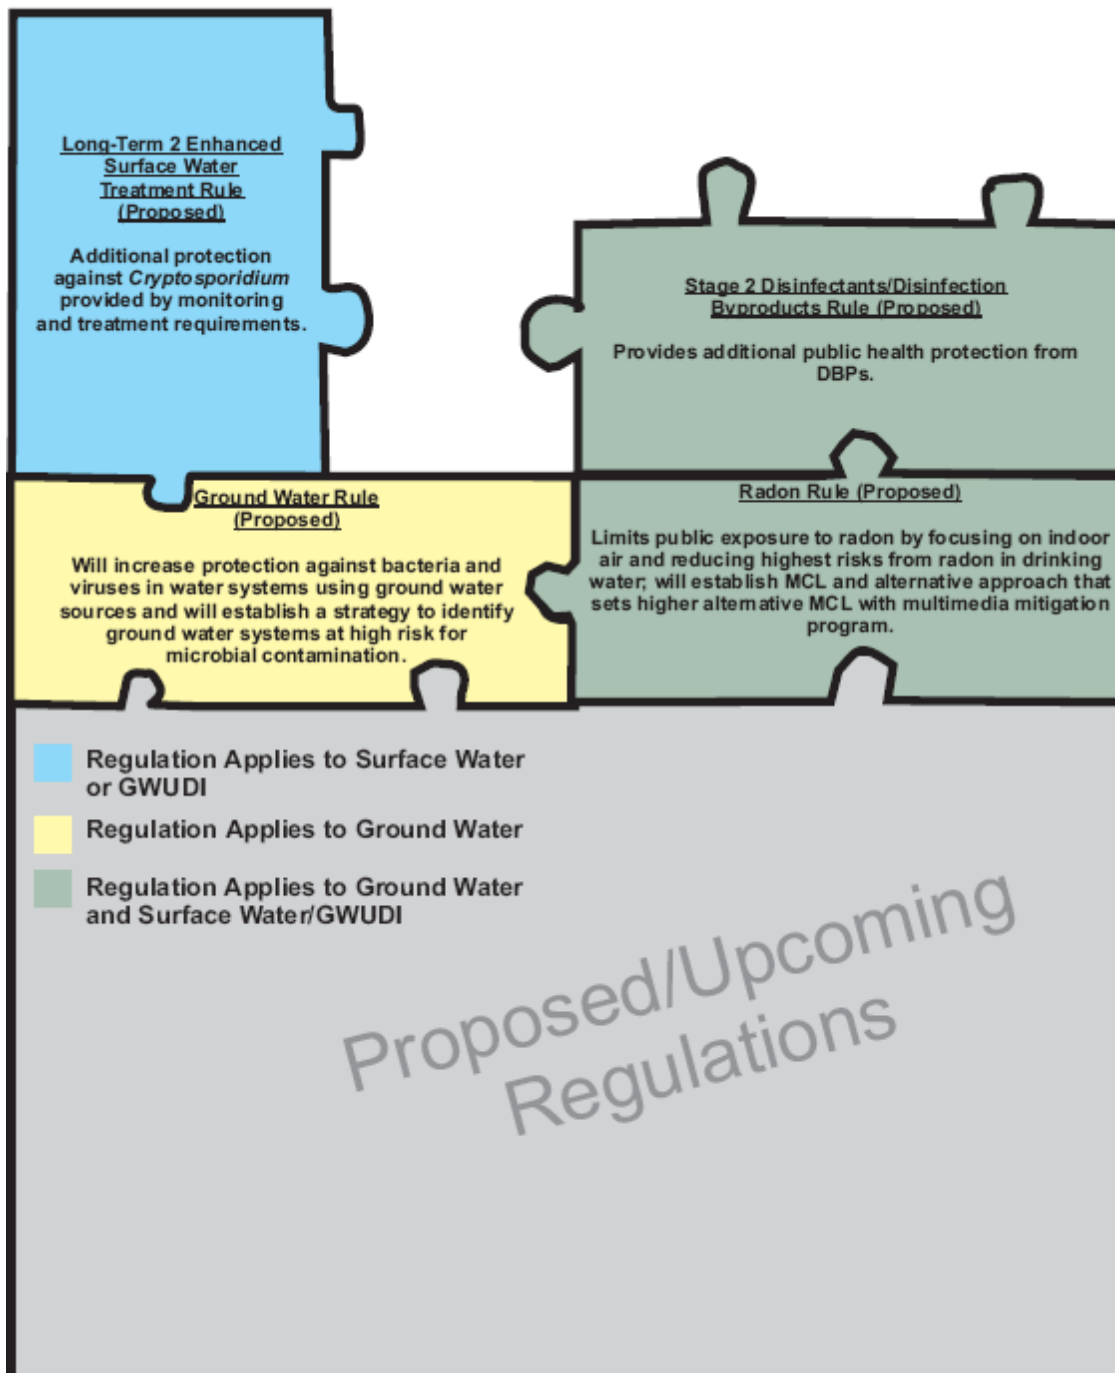 Long-Term 2 Enhanced
Surface Water
Treatment Rule
(Proposed)
Additional protection
against Cryptosporidium
provided by monitoring
and treatment requirements.
Stage 2 Disinfectants/Disinfection
Byproducts Rule (Proposed)
Provides additional public health protection from
DBPs.
Ground Water Rule
(Proposed)
Will increase protection against bacteria and
viruses in water systems using ground water
sources and will establish a strategy to identify
ground water systems at high risk for
microbial contamination.
Radon Rule (Proposed)
Limits public exposure to radon by focusing on indoor
air and reducing highest risks from radon in drinking
water; will establish MCL and alternative approach that
sets higher alternative MCL with multimedia mitigation
program.
Regulation Applies to Surface Water
or GWUDI
Regulation Applies to Ground Water
Regulation Applies to Ground Water
and Surface Water/GWUDI
Proposed/Upcoming
Regulations